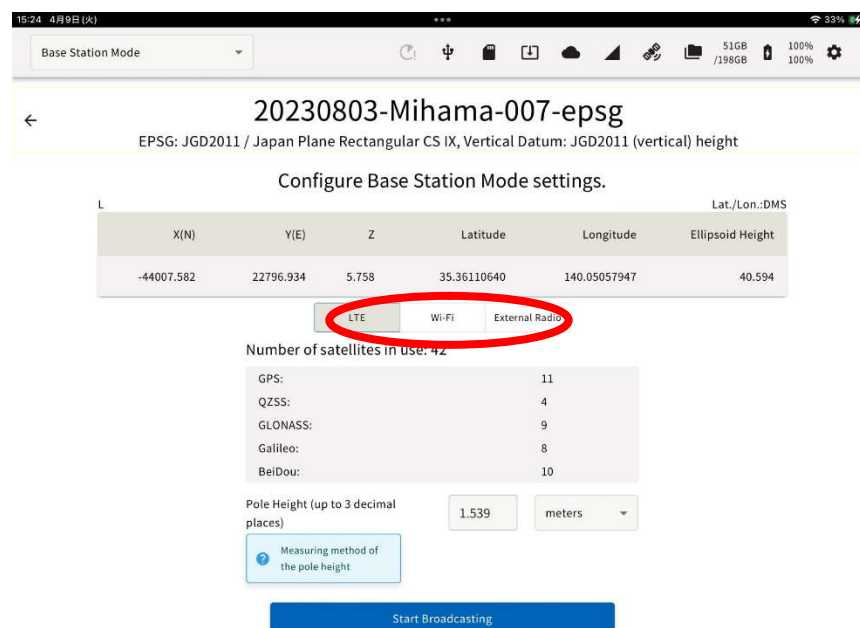 15:24 4月9日(火)
33%
Base Station Mode
51GB
/198GB
100%
100%
20230803-Mihama-007-epsg
EPSG: JGD2011 / Japan Plane Rectangular CS IX, Vertical Datum: JGD2011 (vertical) height
Configure Base Station Mode settings.
L Lat./Lon.:DMS
X(N) Y(E) Z Latitude Longitude Ellipsoid Height
-44007.582 22796.934 5.758 35.36110640 140.05057947 40.594
LTE Wi-Fi External Radio
Number of satellites in use: 42
GPS: 11
QZSS: 4
GLONASS: 9
Galileo: 8
BeiDou: 10
Pole Height (up to 3 decimal
places)
1.539 meters
Measuring method of
the pole height
Start Broadcasting